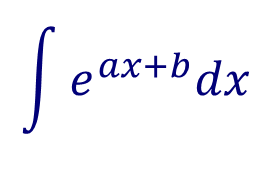 ∫ e^{ax+b} dx